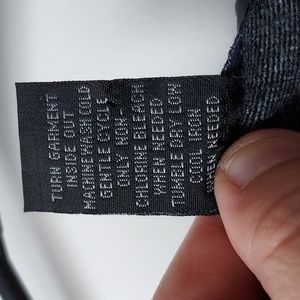 TURN GARMENT
INSIDE OUT
MACHINE WASH COLD
GENTLE CYCLE
ONLY NON
CHLORINE BLEACH
WHEN NEEDED
TUMBLE DRY LOW
COOL IRON
WHEN NEEDED